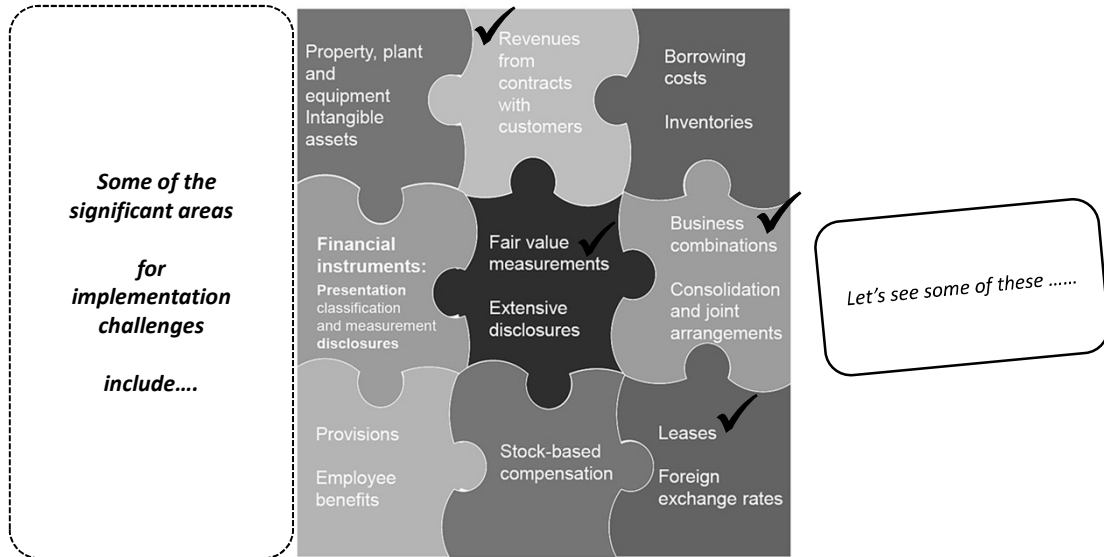 Some of the
significant areas
for
implementation
challenges
include….
Property, plant
and
equipment
Intangible
assets
Revenues
from
contracts
with
customers
Borrowing
costs
Inventories
Financial
instruments:
Presentation
classification
and measurement
disclosures
Fair value
measurements
Extensive
disclosures
Business
combinations
Consolidation
and joint
arrangements
Provisions
Employee
benefits
Stock-based
compensation
Leases
Foreign
exchange rates
Let’s see some of these ……